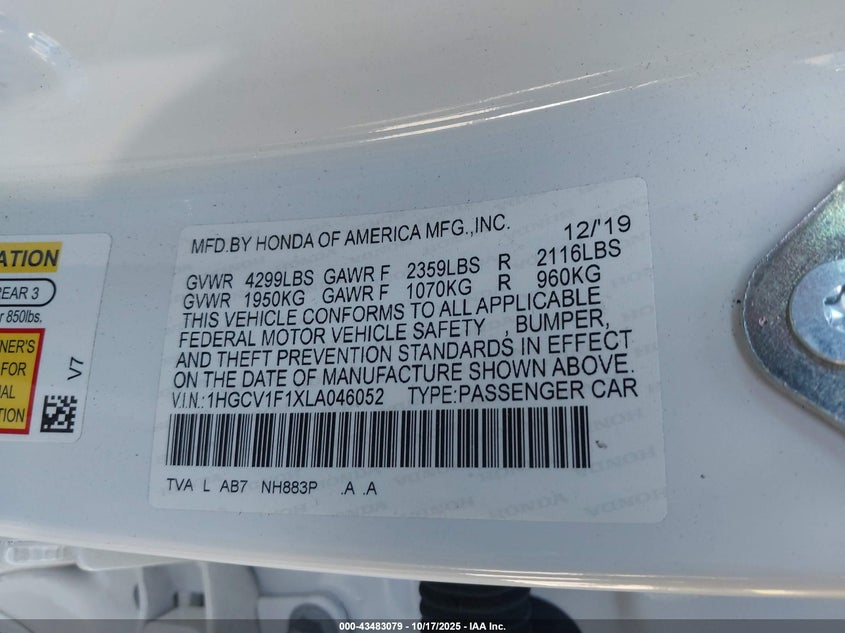 ATION
REAR 3
r 850lbs.
NER'S
FOR
AL
TION
V7
MFD.BY HONDA OF AMERICA MFG.,INC. 12/'19
GVWR 4299LBS GAWR F 2359LBS R 2116LBS
GVWR 1950KG GAWR F 1070KG R 960KG
THIS VEHICLE CONFORMS TO ALL APPLICABLE
FEDERAL MOTOR VEHICLE SAFETY , BUMPER,
AND THEFT PREVENTION STANDARDS IN EFFECT
ON THE DATE OF MANUFACTURE SHOWN ABOVE.
V.I.N.:1HGCV1F1XLA046052 TYPE:PASSENGER CAR
TVA L AB7 NH883P .A .A
HONDA
000-43483079 - 10/17/2025 - IAA Inc.